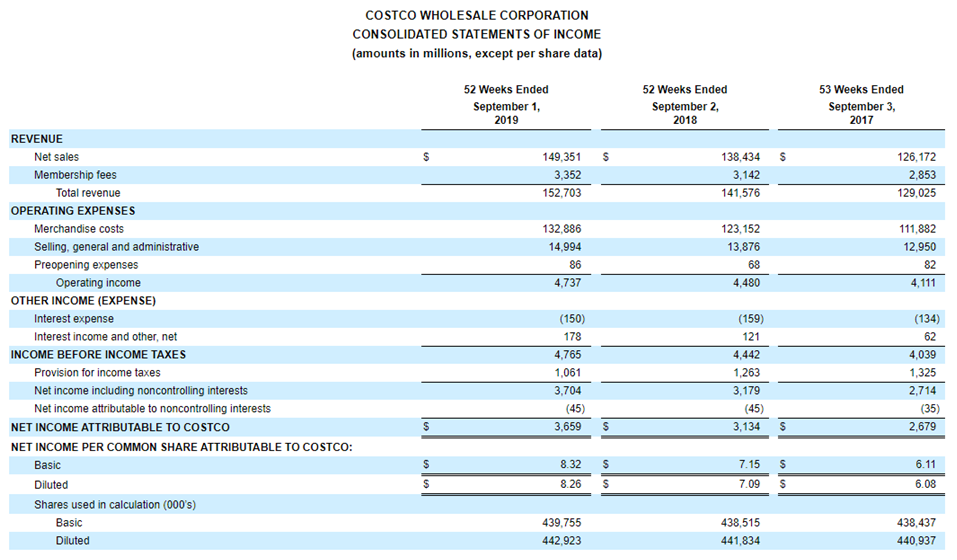 COSTCO WHOLESALE CORPORATION
CONSOLIDATED STATEMENTS OF INCOME
(amounts in millions, except per share data)
52 Weeks Ended 52 Weeks Ended 53 Weeks Ended
September 1, September 2, September 3,
2019 2018 2017
REVENUE
Net sales $ 149,351 $ 138,434 $ 126,172
Membership fees 3,352 3,142 2,853
Total revenue 152,703 141,576 129,025
OPERATING EXPENSES
Merchandise costs 132,886 123,152 111,882
Selling, general and administrative 14,994 13,876 12,950
Preopening expenses 86 68 82
Operating income 4,737 4,480 4,111
OTHER INCOME (EXPENSE)
Interest expense (150) (159) (134)
Interest income and other, net 178 121 62
INCOME BEFORE INCOME TAXES 4,765 4,442 4,039
Provision for income taxes 1,061 1,263 1,325
Net income including noncontrolling interests 3,704 3,179 2,714
Net income attributable to noncontrolling interests (45) (45) (35)
NET INCOME ATTRIBUTABLE TO COSTCO $ 3,659 $ 3,134 $ 2,679
NET INCOME PER COMMON SHARE ATTRIBUTABLE TO COSTCO:
Basic $ 8.32 $ 7.15 $ 6.11
Diluted $ 8.26 $ 7.09 $ 6.08
Shares used in calculation (000's)
Basic 439,755 438,515 438,437
Diluted 442,923 441,834 440,937